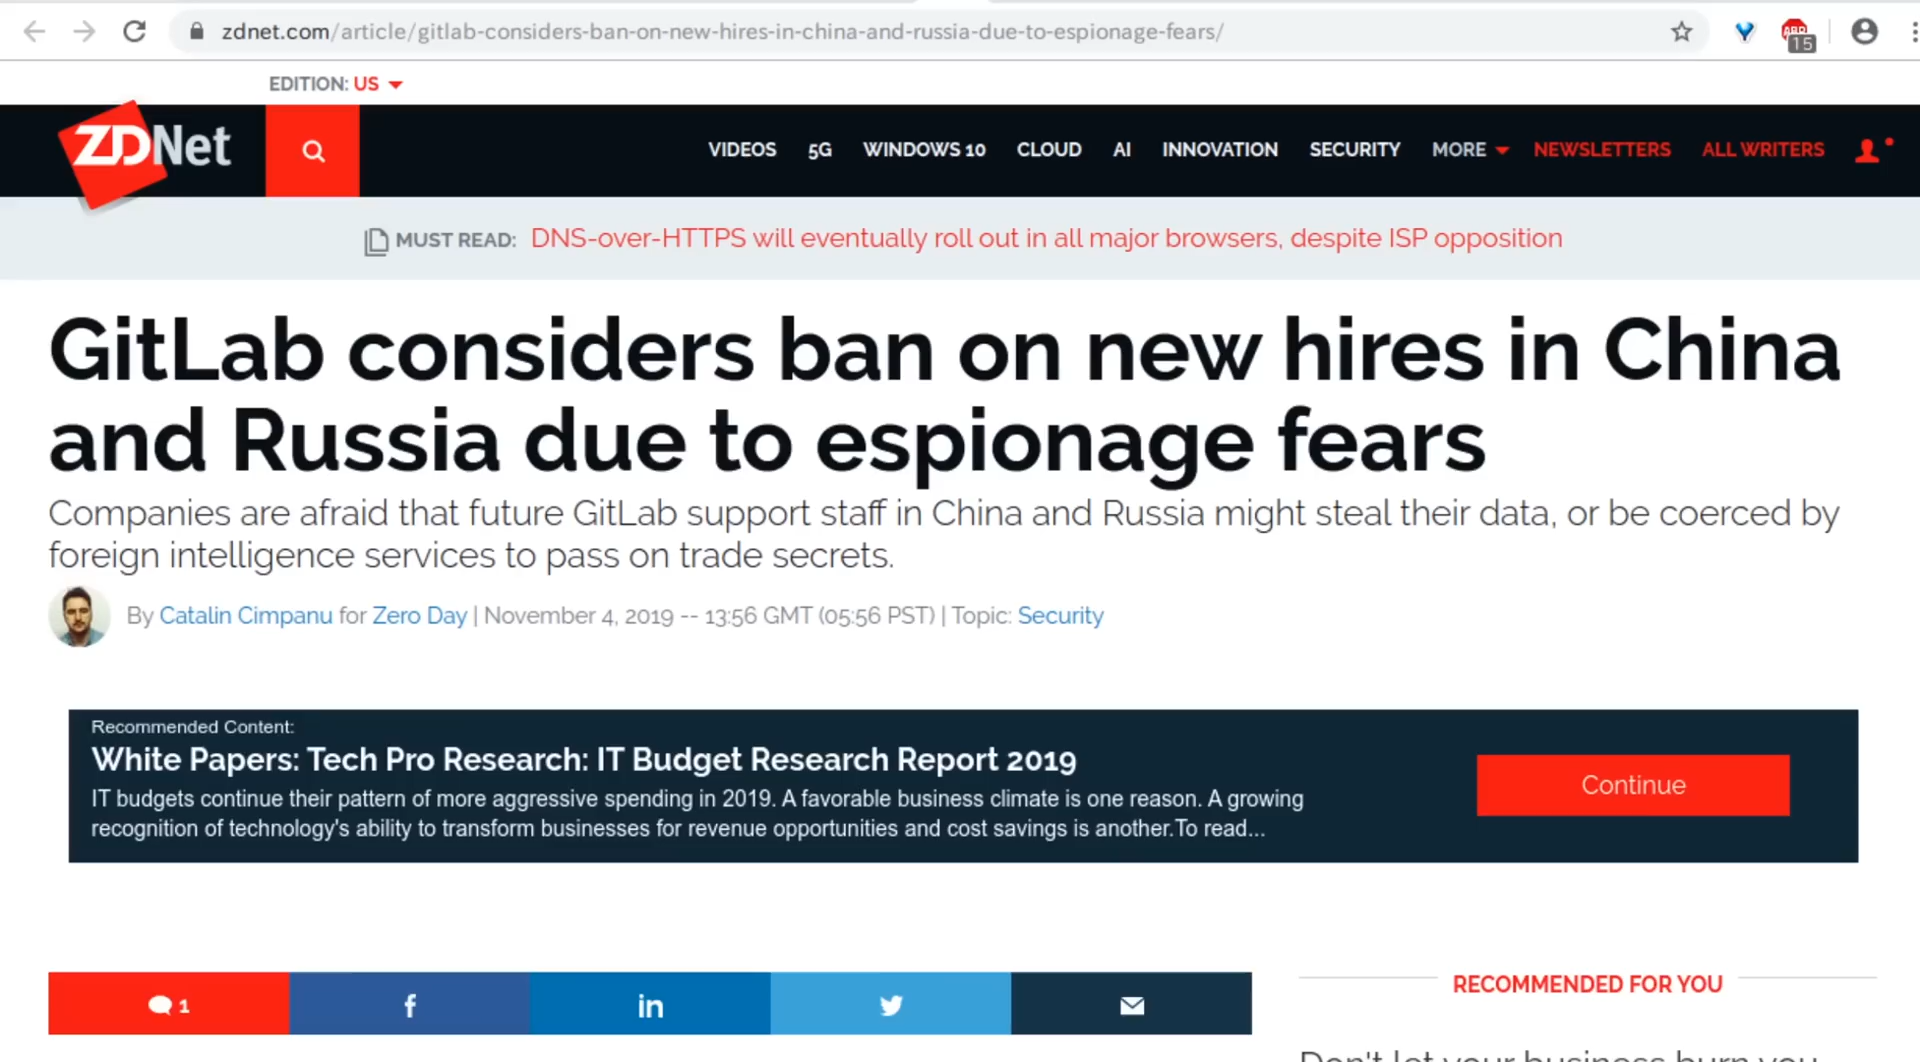 zdnet.com/article/gitlab-considers-ban-on-new-hires-in-china-and-russia-due-to-espionage-fears/
ABP
15
EDITION: US
ZDNet
VIDEOS 5G WINDOWS 10 CLOUD AI INNOVATION SECURITY MORE NEWSLETTERS ALL WRITERS
MUST READ: DNS-over-HTTPS will eventually roll out in all major browsers, despite ISP opposition
GitLab considers ban on new hires in China
and Russia due to espionage fears
Companies are afraid that future GitLab support staff in China and Russia might steal their data, or be coerced by
foreign intelligence services to pass on trade secrets.
By Catalin Cimpanu for Zero Day | November 4, 2019 -- 13:56 GMT (05:56 PST) | Topic: Security
Recommended Content:
White Papers: Tech Pro Research: IT Budget Research Report 2019
IT budgets continue their pattern of more aggressive spending in 2019. A favorable business climate is one reason. A growing
recognition of technology's ability to transform businesses for revenue opportunities and cost savings is another.To read...
Continue
1
f
in
RECOMMENDED FOR YOU
Don't let your business burn you